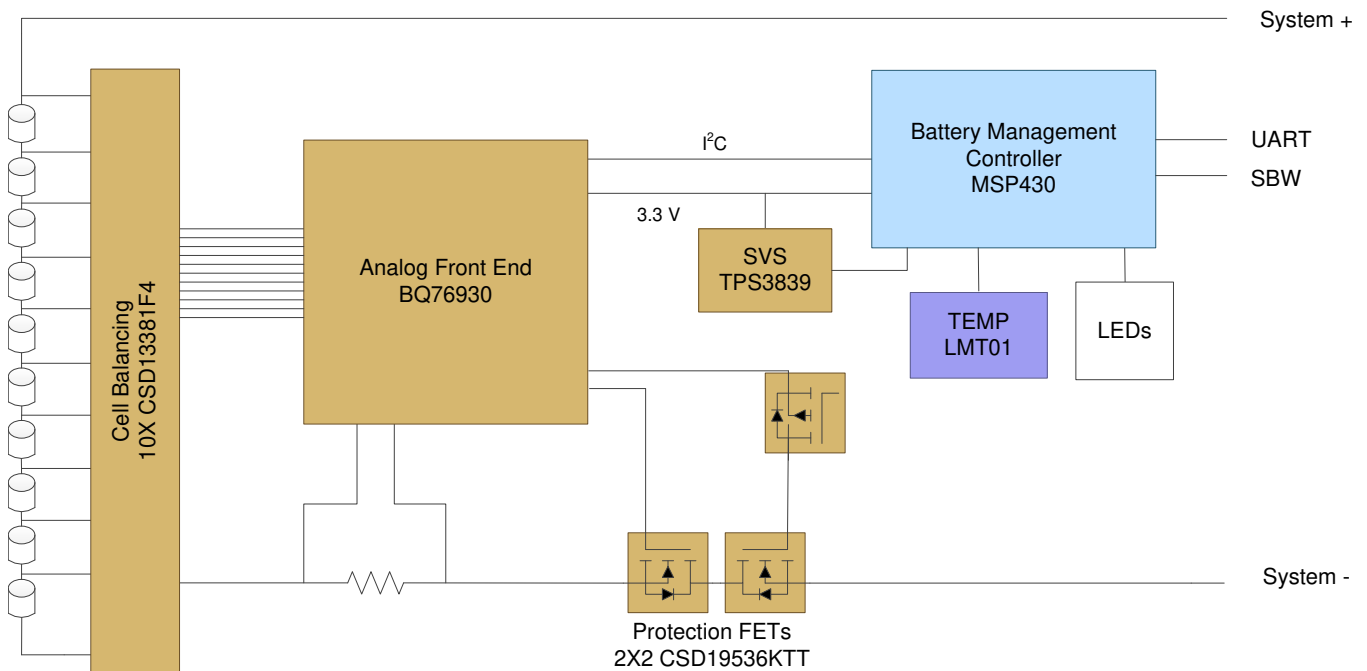 System +
Cell Balancing
10X CSD13381F4
Analog Front End
BQ76930
I²C
3.3 V
Battery Management
Controller
MSP430
UART
SBW
SVS
TPS3839
TEMP
LMT01
LEDs
System -
Protection FETs
2X2 CSD19536KTT